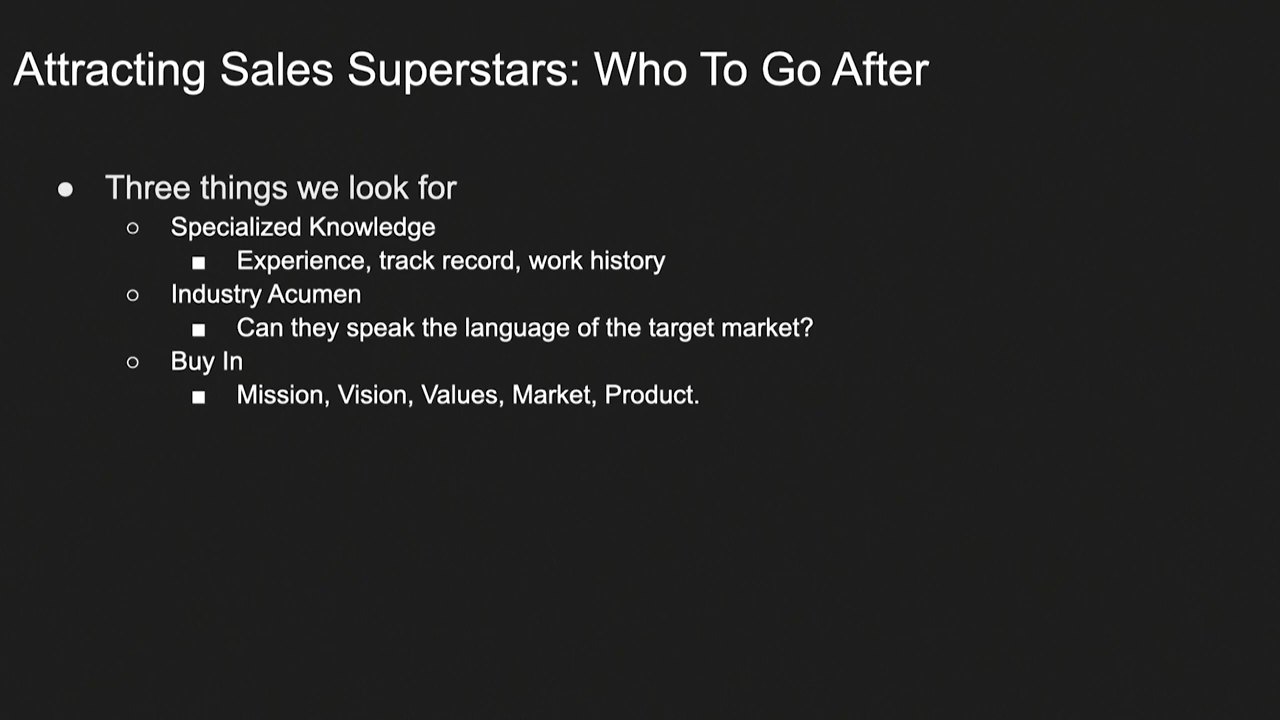 Attracting Sales Superstars: Who To Go After
● Three things we look for
○ Specialized Knowledge
■ Experience, track record, work history
○ Industry Acumen
■ Can they speak the language of the target market?
○ Buy In
■ Mission, Vision, Values, Market, Product.